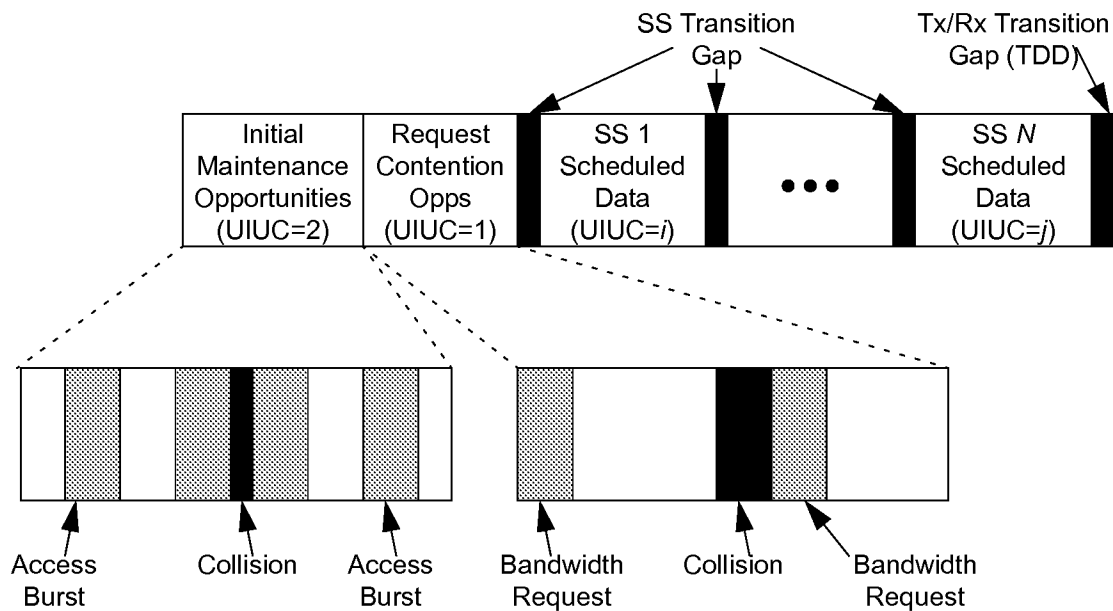 SS Transition
Gap
Tx/Rx Transition
Gap (TDD)
Initial
Maintenance
Opportunities
(UIUC=2)
Request
Contention
Opps
(UIUC=1)
SS 1
Scheduled
Data
(UIUC=i)
SS N
Scheduled
Data
(UIUC=j)
Access
Burst
Collision
Access
Burst
Bandwidth
Request
Collision
Bandwidth
Request